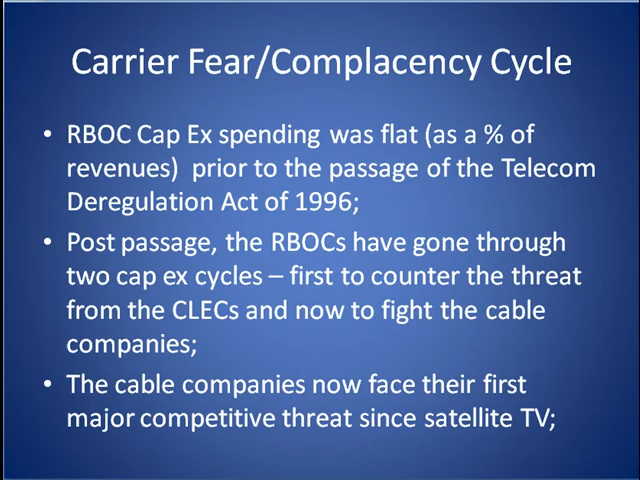 Carrier Fear/Complacency Cycle
• RBOC Cap Ex spending was flat (as a % of
revenues) prior to the passage of the Telecom
Deregulation Act of 1996;
• Post passage, the RBOCs have gone through
two cap ex cycles – first to counter the threat
from the CLECs and now to fight the cable
companies;
• The cable companies now face their first
major competitive threat since satellite TV;